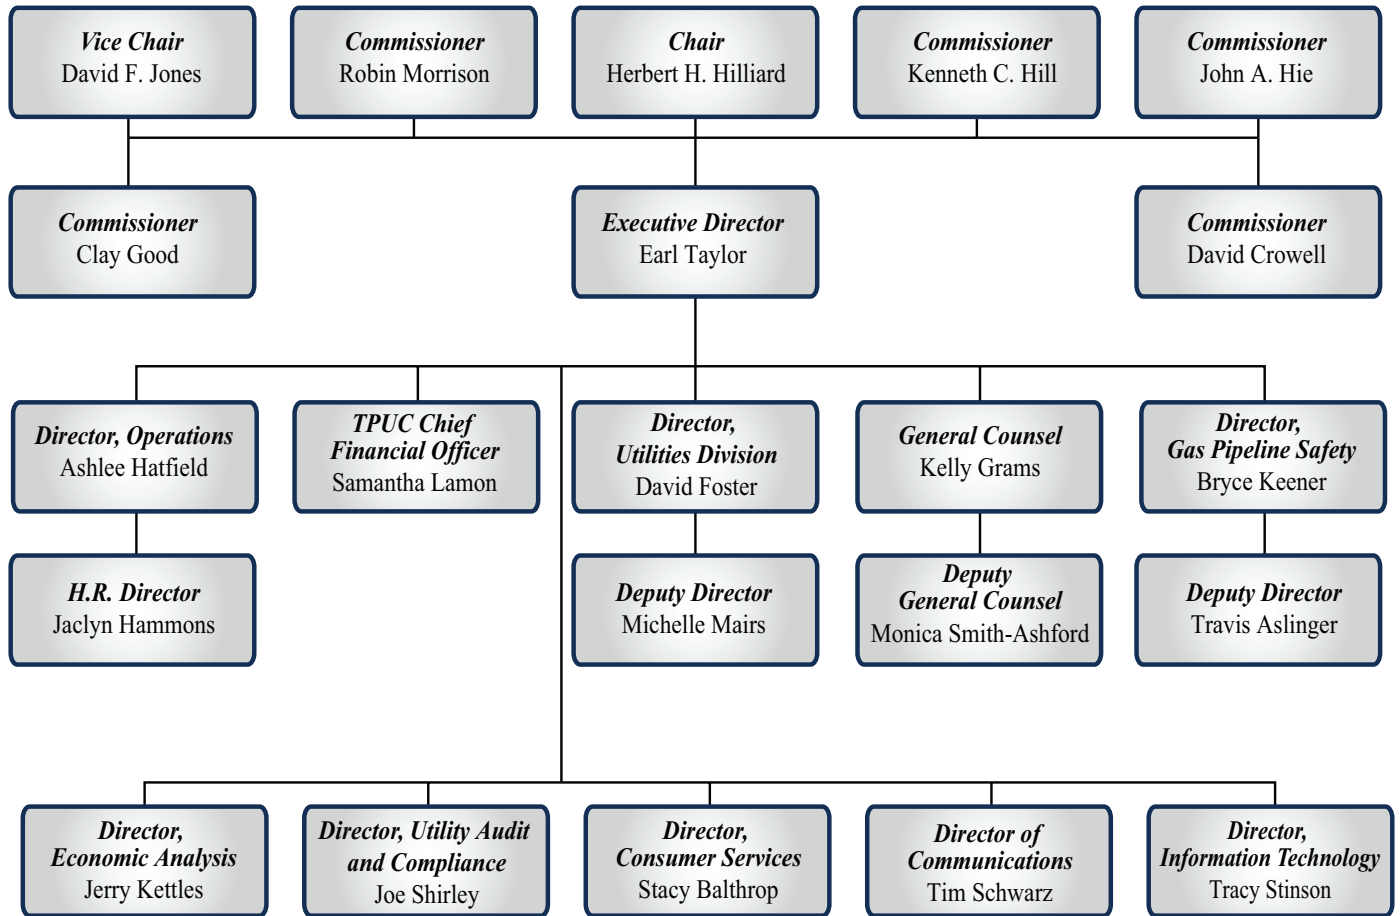 Vice Chair
David F. Jones
Commissioner
Robin Morrison
Chair
Herbert H. Hilliard
Commissioner
Kenneth C. Hill
Commissioner
John A. Hie
Commissioner
Clay Good
Executive Director
Earl Taylor
Commissioner
David Crowell
Director, Operations
Ashlee Hatfield
TPUC Chief
Financial Officer
Samantha Lamon
Director,
Utilities Division
David Foster
General Counsel
Kelly Grams
Director,
Gas Pipeline Safety
Bryce Keener
H.R. Director
Jaclyn Hammons
Deputy Director
Michelle Mairs
Deputy
General Counsel
Monica Smith-Ashford
Deputy Director
Travis Aslinger
Director,
Economic Analysis
Jerry Kettles
Director, Utility Audit
and Compliance
Joe Shirley
Director,
Consumer Services
Stacy Balthrop
Director of
Communications
Tim Schwarz
Director,
Information Technology
Tracy Stinson